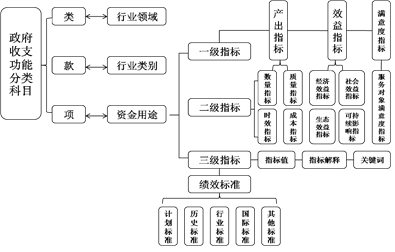 政府
收支
功能
分类
科目
类
行业领域
款
行业类别
项
资金用途
一级指标
产出指标
效益指标
满意度指标
二级指标
数量指标
质量指标
经济
效益
指标
社会
效益
指标
服务对象满意度指标
时效指标
成本指标
生态
效益
指标
可持
续影
响指标
三级指标
指标值
指标解释
关键词
绩效标准
计划标准
历史标准
行业标准
国际标准
其他标准